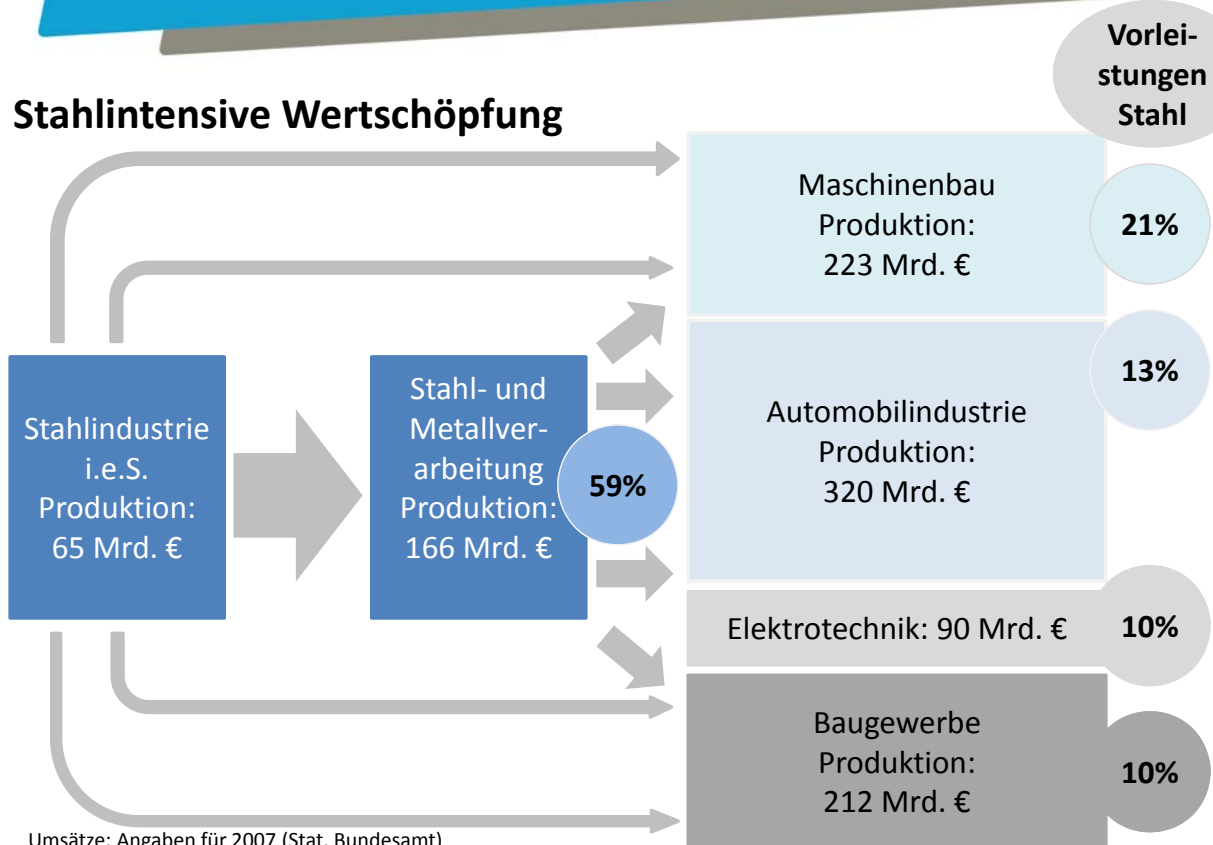 Vorlei-
stungen
Stahl
Stahlintensive Wertschöpfung
Maschinenbau
Produktion:
223 Mrd. €
21%
Stahlindustrie
i.e.S.
Produktion:
65 Mrd. €
Stahl- und
Metallver-
arbeitung
Produktion:
166 Mrd. €
59%
Automobilindustrie
Produktion:
320 Mrd. €
13%
Elektrotechnik: 90 Mrd. €
10%
Baugewerbe
Produktion:
212 Mrd. €
10%
Umsätze: Angaben für 2007 (Stat. Bundesamt)